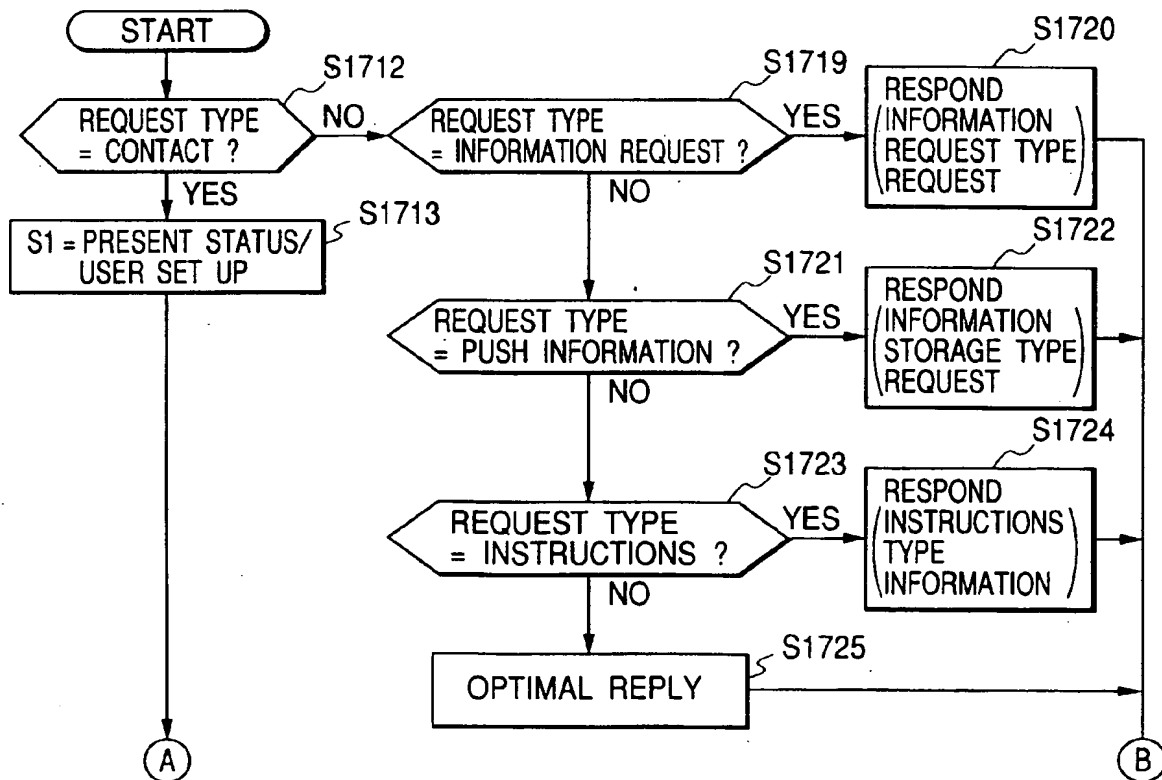 START
S1712
REQUEST TYPE
= CONTACT ?
NO
YES
S1713
S1 = PRESENT STATUS/
USER SET UP
S1719
REQUEST TYPE
= INFORMATION REQUEST ?
YES
NO
S1720
RESPOND
(INFORMATION
REQUEST TYPE
REQUEST)
S1721
REQUEST TYPE
= PUSH INFORMATION ?
YES
NO
S1722
RESPOND
(INFORMATION
STORAGE TYPE
REQUEST)
S1723
REQUEST TYPE
= INSTRUCTIONS ?
YES
NO
S1724
RESPOND
(INSTRUCTIONS
TYPE
INFORMATION)
S1725
OPTIMAL REPLY
A
B